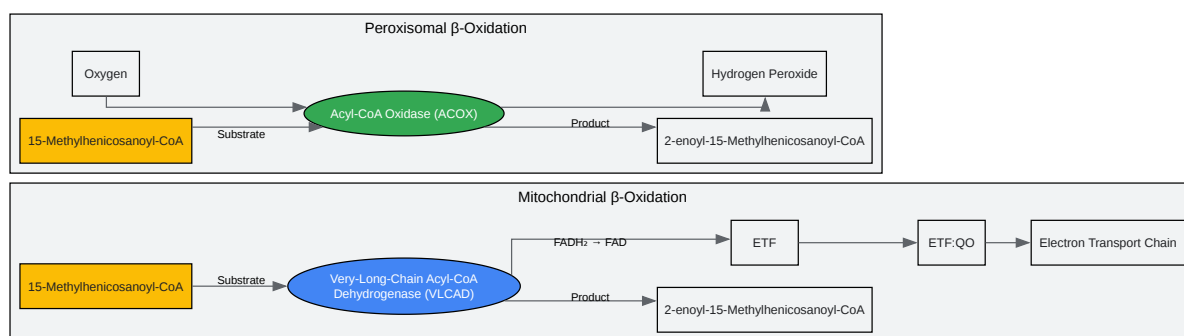 Peroxisomal β-Oxidation
Oxygen
Hydrogen Peroxide
Acyl-CoA Oxidase (ACOX)
15-Methylhenicosanoyl-CoA
Substrate
Product
2-enoyl-15-Methylhenicosanoyl-CoA
Mitochondrial β-Oxidation
FADH₂ → FAD
ETF
ETF:QO
Electron Transport Chain
15-Methylhenicosanoyl-CoA
Substrate
Very-Long-Chain Acyl-CoA
Dehydrogenase (VLCAD)
Product
2-enoyl-15-Methylhenicosanoyl-CoA